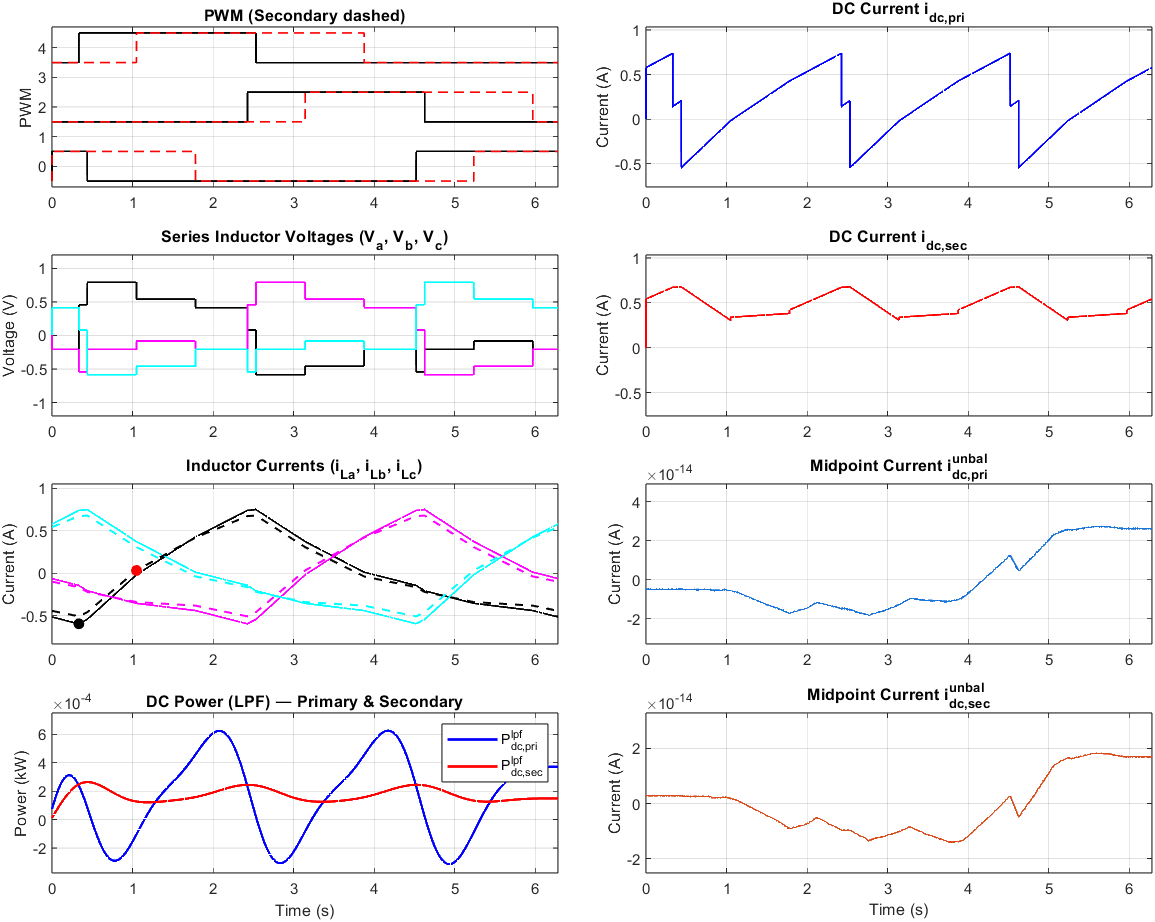 PWM (Secondary dashed)
PWM
4
3
2
1
0
0 1 2 3 4 5 6
DC Current i_dc,pri
Current (A)
1
0.5
0
-0.5
0 1 2 3 4 5 6
Series Inductor Voltages (V_a, V_b, V_c)
Voltage (V)
1
0.5
0
-0.5
-1
0 1 2 3 4 5 6
DC Current i_dc,sec
Current (A)
1
0.5
0
-0.5
0 1 2 3 4 5 6
Inductor Currents (i_La, i_Lb, i_Lc)
Current (A)
1
0.5
0
-0.5
0 1 2 3 4 5 6
Midpoint Current i_dc,pri^unbal
×10^-14
Current (A)
4
2
0
-2
0 1 2 3 4 5 6
DC Power (LPF) — Primary & Secondary
×10^-4
Power (kW)
6
4
2
0
-2
P_dc,pri^lpf
P_dc,sec^lpf
0 1 2 3 4 5 6
Time (s)
Midpoint Current i_dc,sec^unbal
×10^-14
Current (A)
2
0
-2
0 1 2 3 4 5 6
Time (s)